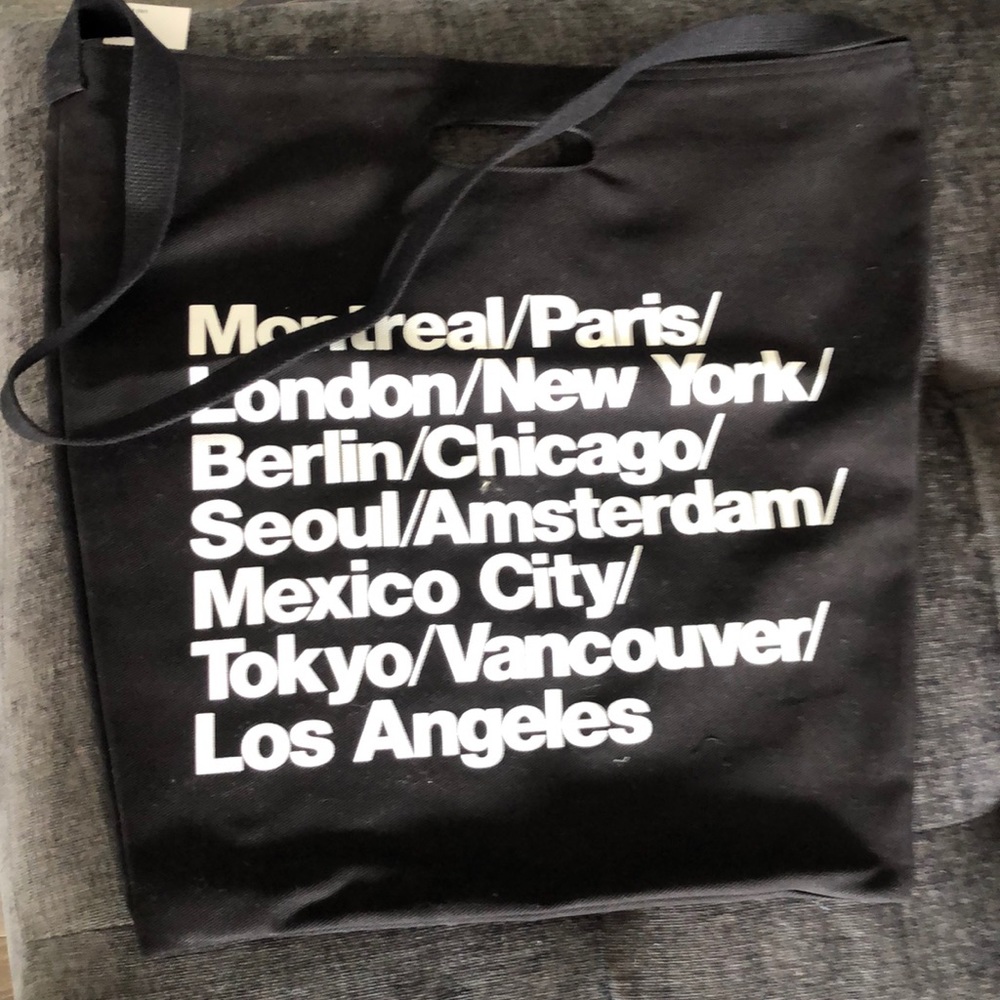 Montreal/Paris/
London/New York/
Berlin/Chicago/
Seoul/Amsterdam/
Mexico City/
Tokyo/Vancouver/
Los Angeles